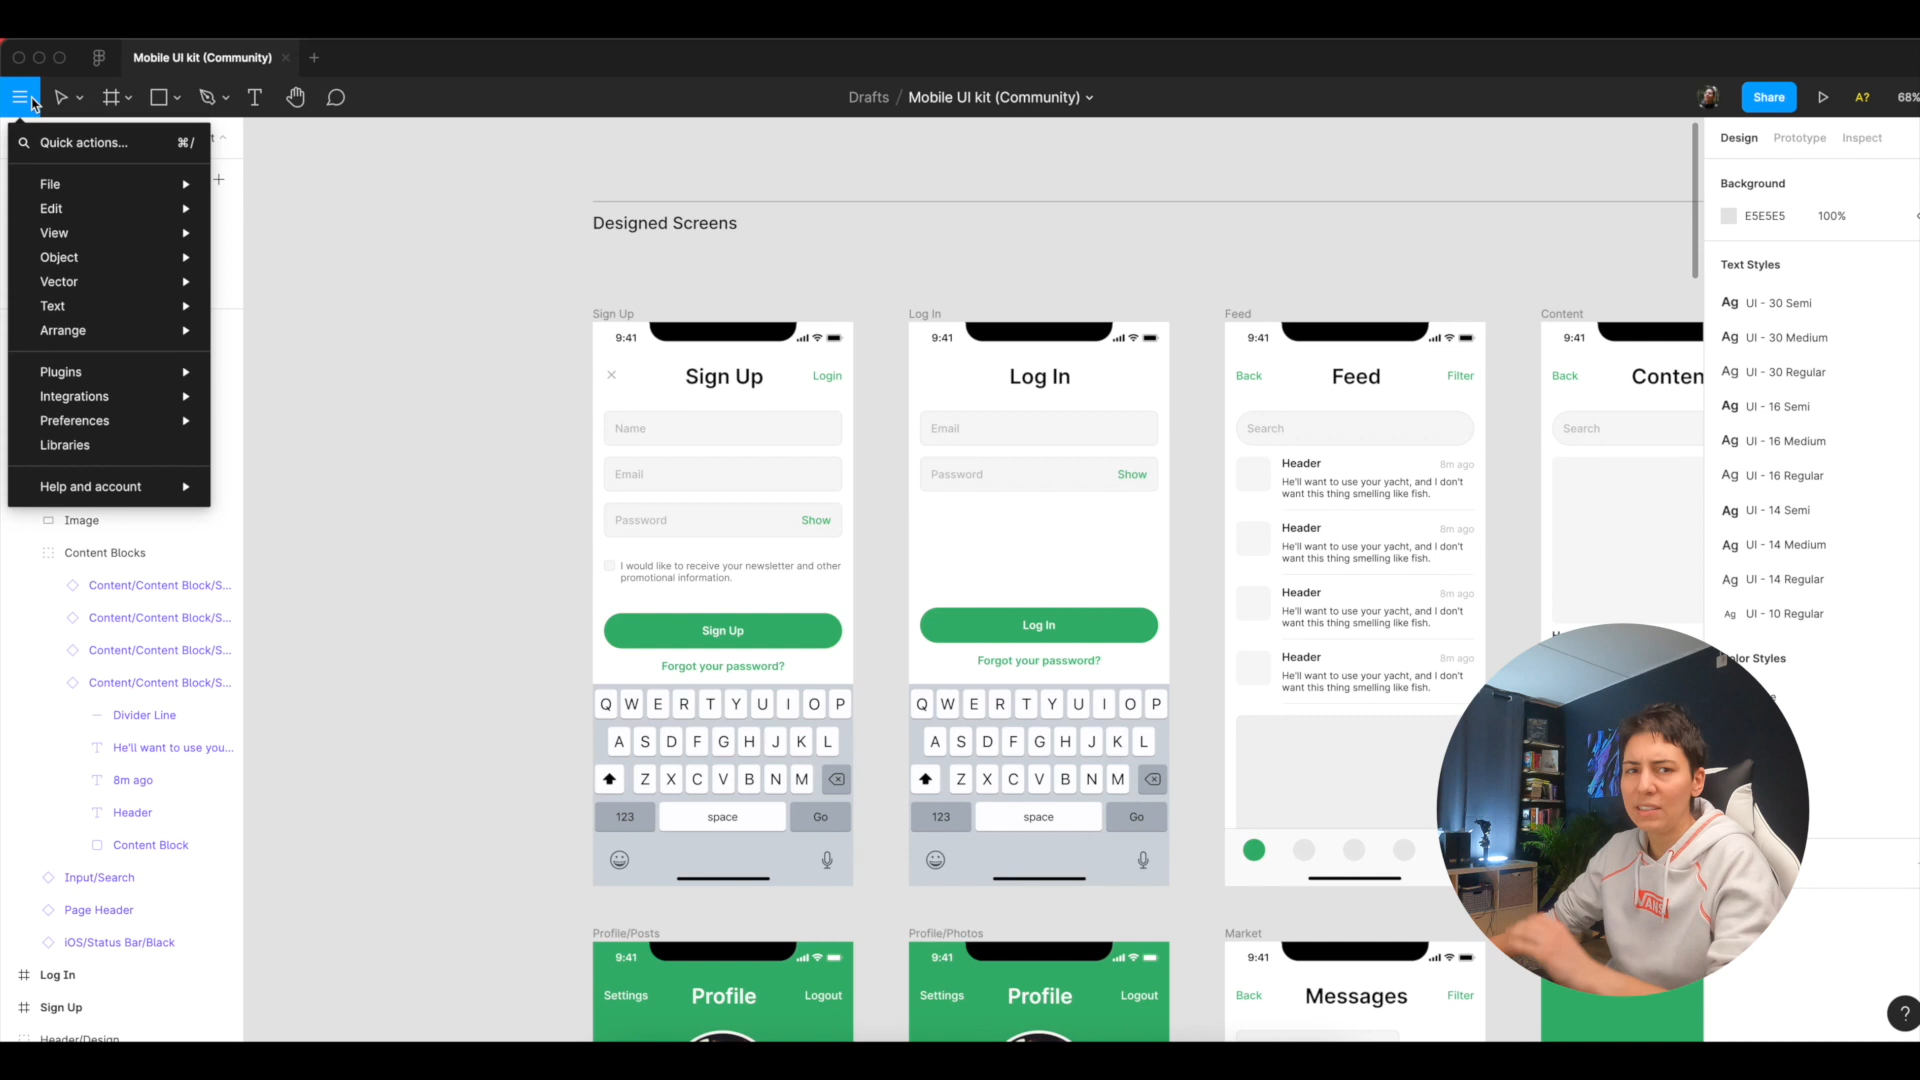 Mobile UI kit (Community)
Drafts / Mobile UI kit (Community)
Share
A?
68%
Quick actions... ⌘/
File
Edit
View
Object
Vector
Text
Arrange
Plugins
Integrations
Preferences
Libraries
Help and account
Image
Content Blocks
Content/Content Block/S...
Content/Content Block/S...
Content/Content Block/S...
Content/Content Block/S...
Divider Line
He'll want to use you...
8m ago
Header
Content Block
Input/Search
Page Header
iOS/Status Bar/Black
Log In
Sign Up
Header/Design
Designed Screens
Sign Up
9:41
Sign Up
Login
Name
Email
Password
Show
I would like to receive your newsletter and other
promotional information.
Sign Up
Forgot your password?
Q W E R T Y U I O P
A S D F G H J K L
Z X C V B N M
123 space Go
Log In
9:41
Log In
Email
Password
Show
Log In
Forgot your password?
Q W E R T Y U I O P
A S D F G H J K L
Z X C V B N M
123 space Go
Feed
9:41
Back
Feed
Filter
Search
Header 8m ago
He'll want to use your yacht, and I don't
want this thing smelling like fish.
Header 8m ago
He'll want to use your yacht, and I don't
want this thing smelling like fish.
Header 8m ago
He'll want to use your yacht, and I don't
want this thing smelling like fish.
Header 8m ago
He'll want to use your yacht, and I don't
want this thing smelling like fish.
Content
9:41
Back
Conten
Search
Profile/Posts
9:41
Settings
Profile
Logout
Profile/Photos
9:41
Settings
Profile
Logout
Market
9:41
Back
Messages
Filter
Design Prototype Inspect
Background
E5E5E5 100%
Text Styles
Ag UI - 30 Semi
Ag UI - 30 Medium
Ag UI - 30 Regular
Ag UI - 16 Semi
Ag UI - 16 Medium
Ag UI - 16 Regular
Ag UI - 14 Semi
Ag UI - 14 Medium
Ag UI - 14 Regular
Ag UI - 10 Regular
lor Styles
VANS
?